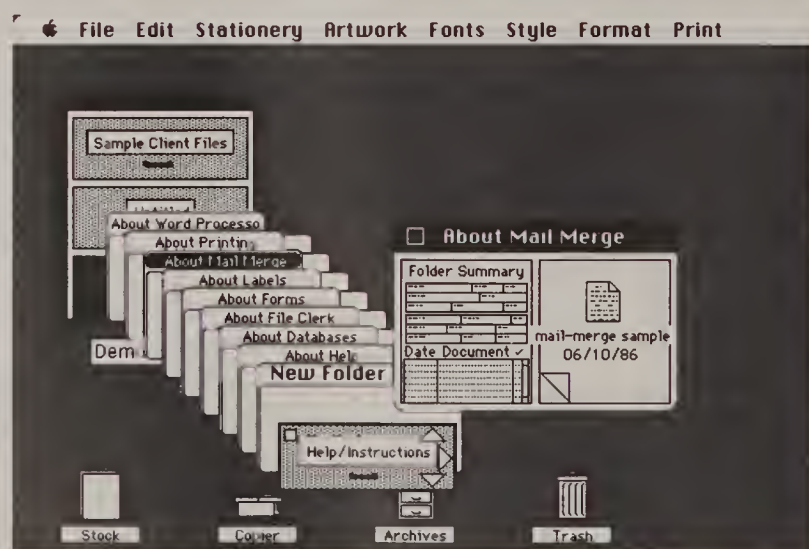 File Edit Stationery Artwork Fonts Style Format Print
Sample Client Files
Untitled
About Word Processo
About Printin
About Mail Merge
About Labels
About Forms
About File Clerk
About Databases
About Help
New Folder
Dem
Help/Instructions
About Mail Merge
Folder Summary
Date Document ✓
mail-merge sample
06/10/86
Stock
Copier
Archives
Trash